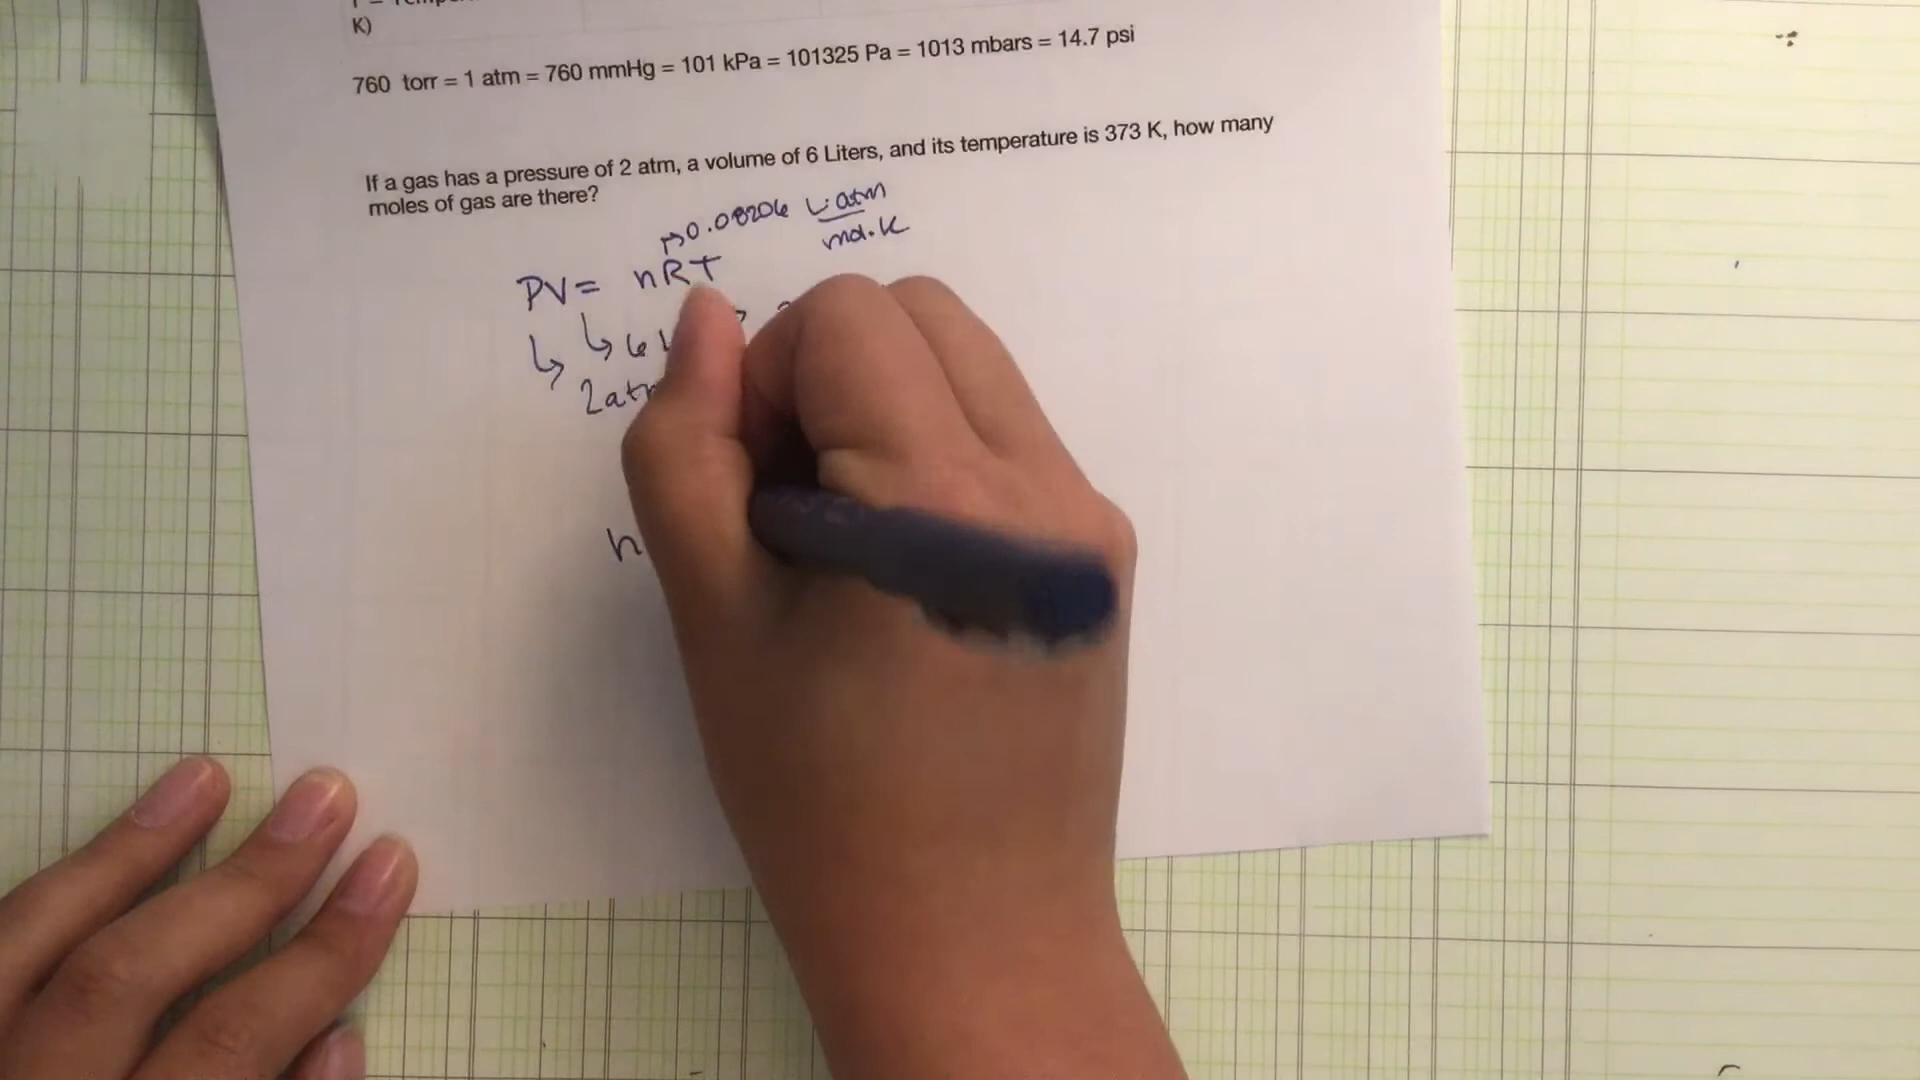 K)
760 torr = 1 atm = 760 mmHg = 101 kPa = 101325 Pa = 1013 mbars = 14.7 psi
If a gas has a pressure of 2 atm, a volume of 6 Liters, and its temperature is 373 K, how many
moles of gas are there?
0.08206 L·atm
mol·K
PV = nRT
6 L
2atm
n